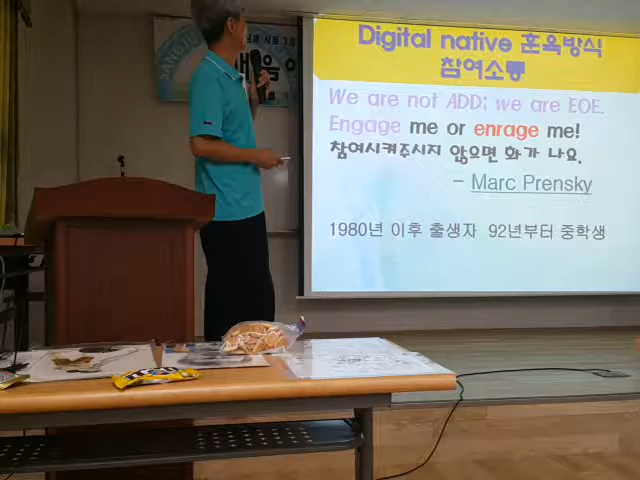 Digital native 훈육방식
참여소통
We are not ADD; we are EOE.
Engage me or enrage me!
참여시켜주시지 않으면 화가 나요.
- Marc Prensky
1980년 이후 출생자 92년부터 중학생